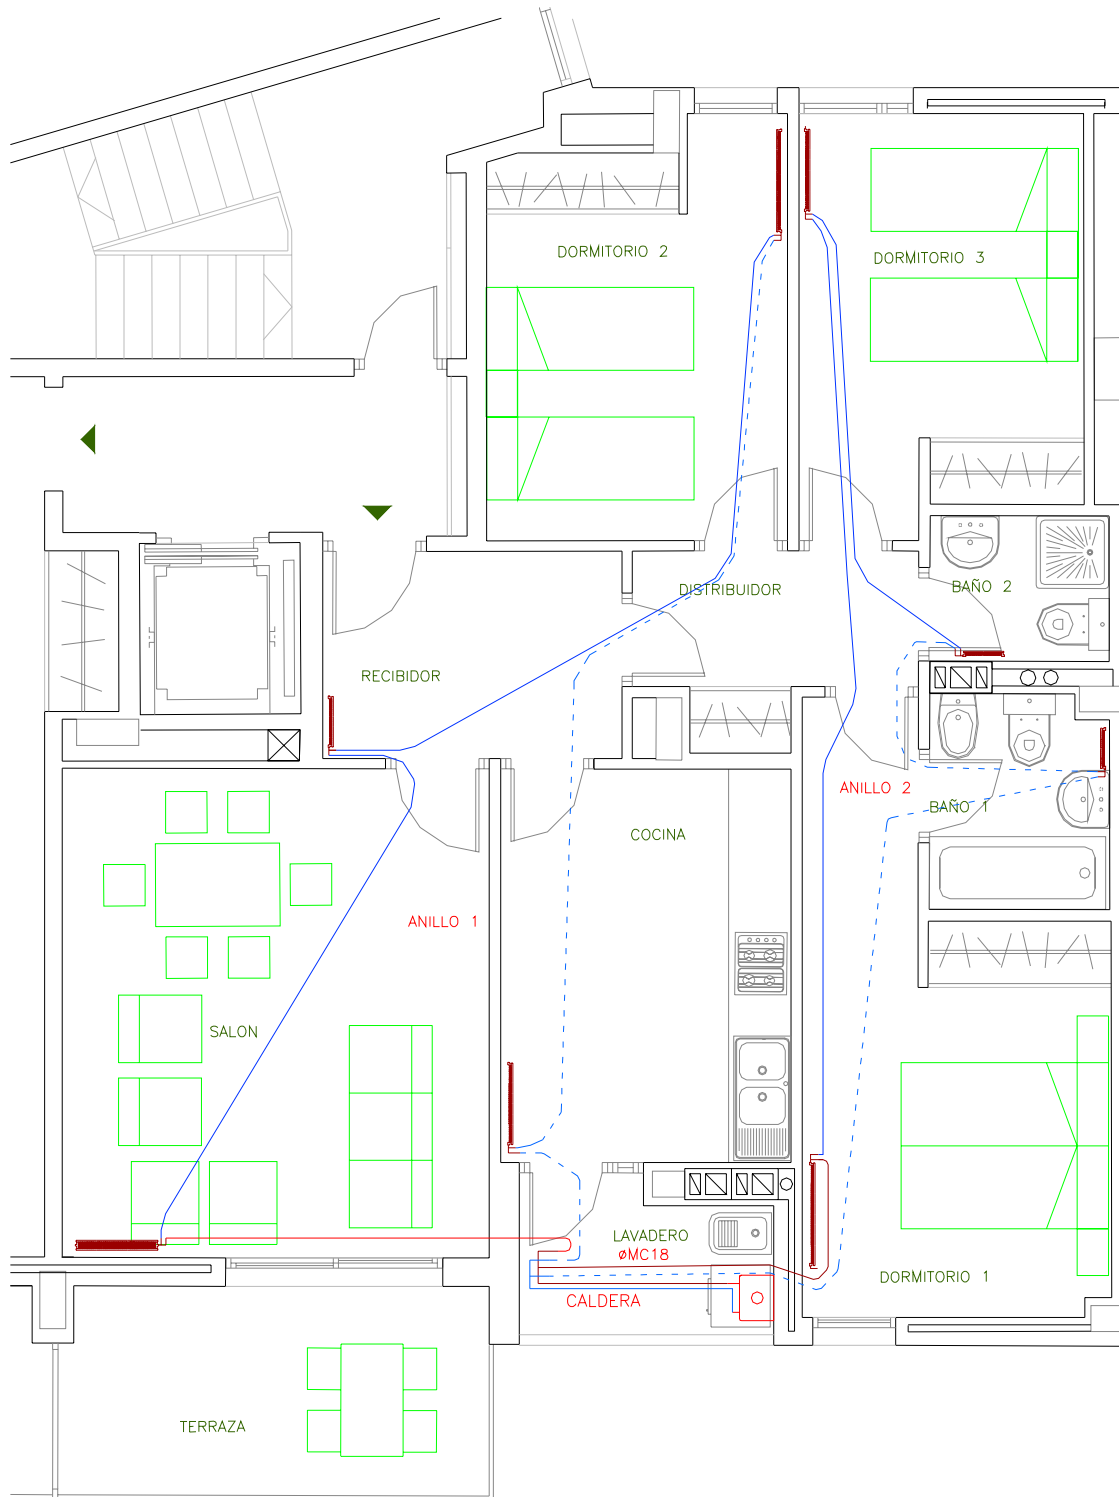 DORMITORIO 2
DORMITORIO 3
DISTRIBUIDOR
BAÑO 2
RECIBIDOR
ANILLO 2
BAÑO 1
COCINA
ANILLO 1
SALON
LAVADERO
øMC18
DORMITORIO 1
CALDERA
TERRAZA